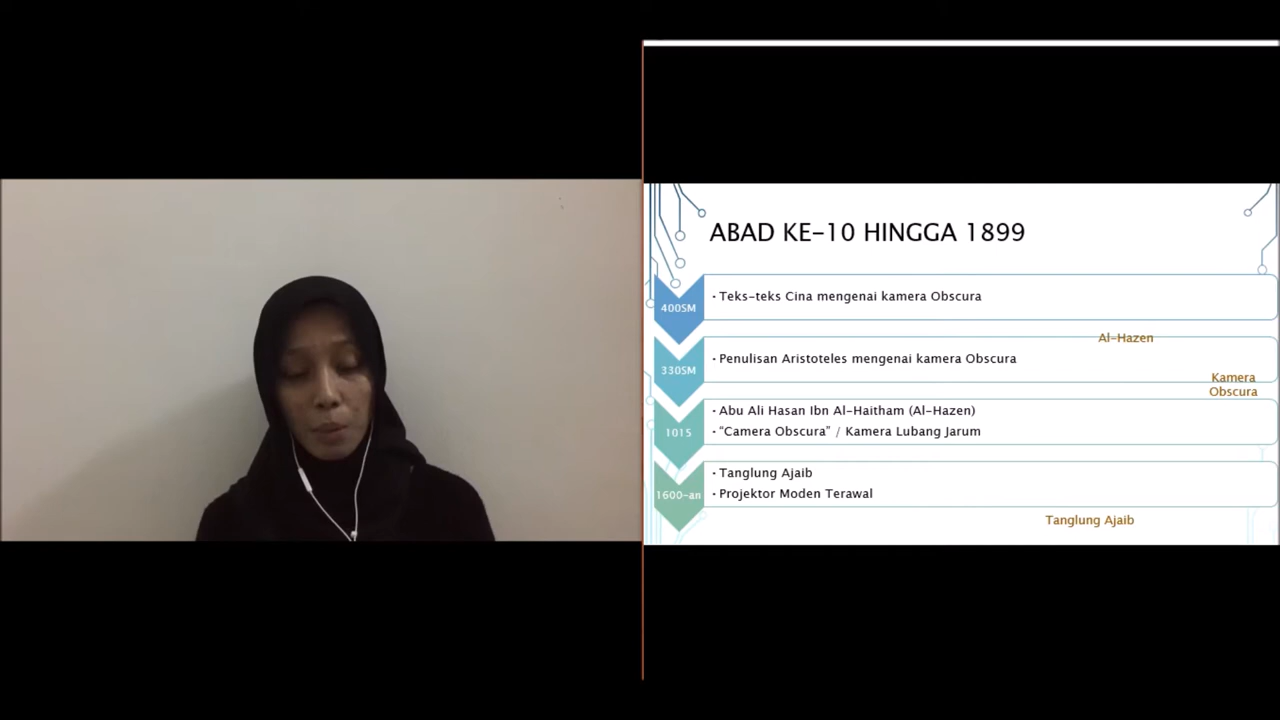 ABAD KE-10 HINGGA 1899
400SM
• Teks-teks Cina mengenai kamera Obscura
Al-Hazen
330SM
• Penulisan Aristoteles mengenai kamera Obscura
Kamera
Obscura
1015
• Abu Ali Hasan Ibn Al-Haitham (Al-Hazen)
• “Camera Obscura” / Kamera Lubang Jarum
1600-an
• Tanglung Ajaib
• Projektor Moden Terawal
Tanglung Ajaib